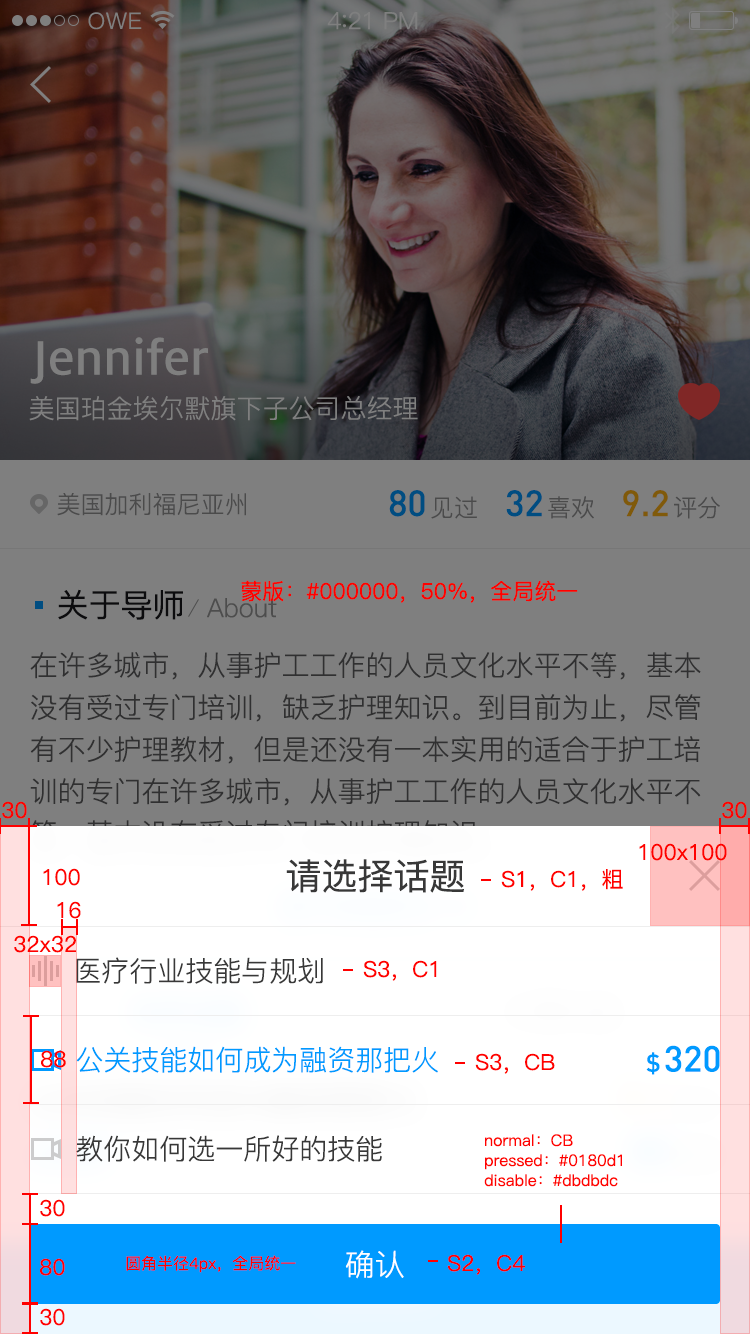 OWE 4:21 PM
Jennifer
美国珀金埃尔默旗下子公司总经理
美国加利福尼亚州 80 见过 32 喜欢 9.2 评分
蒙版：#000000，50%，全局统一
关于导师 / About
在许多城市，从事护工工作的人员文化水平不等，基本
没有受过专门培训，缺乏护理知识。到目前为止，尽管
有不少护理教材，但是还没有一本实用的适合于护工培
训的专门在许多城市，从事护工工作的人员文化水平不
30 30
100x100
请选择话题 - S1，C1，粗
100
16
32x32
医疗行业技能与规划 - S3，C1
88 公关技能如何成为融资那把火 - S3，CB $320
教你如何选一所好的技能
normal：CB
pressed：#0180d1
disable：#dbdbdc
30
80 圆角半径4px，全局统一 确认 - S2，C4
30